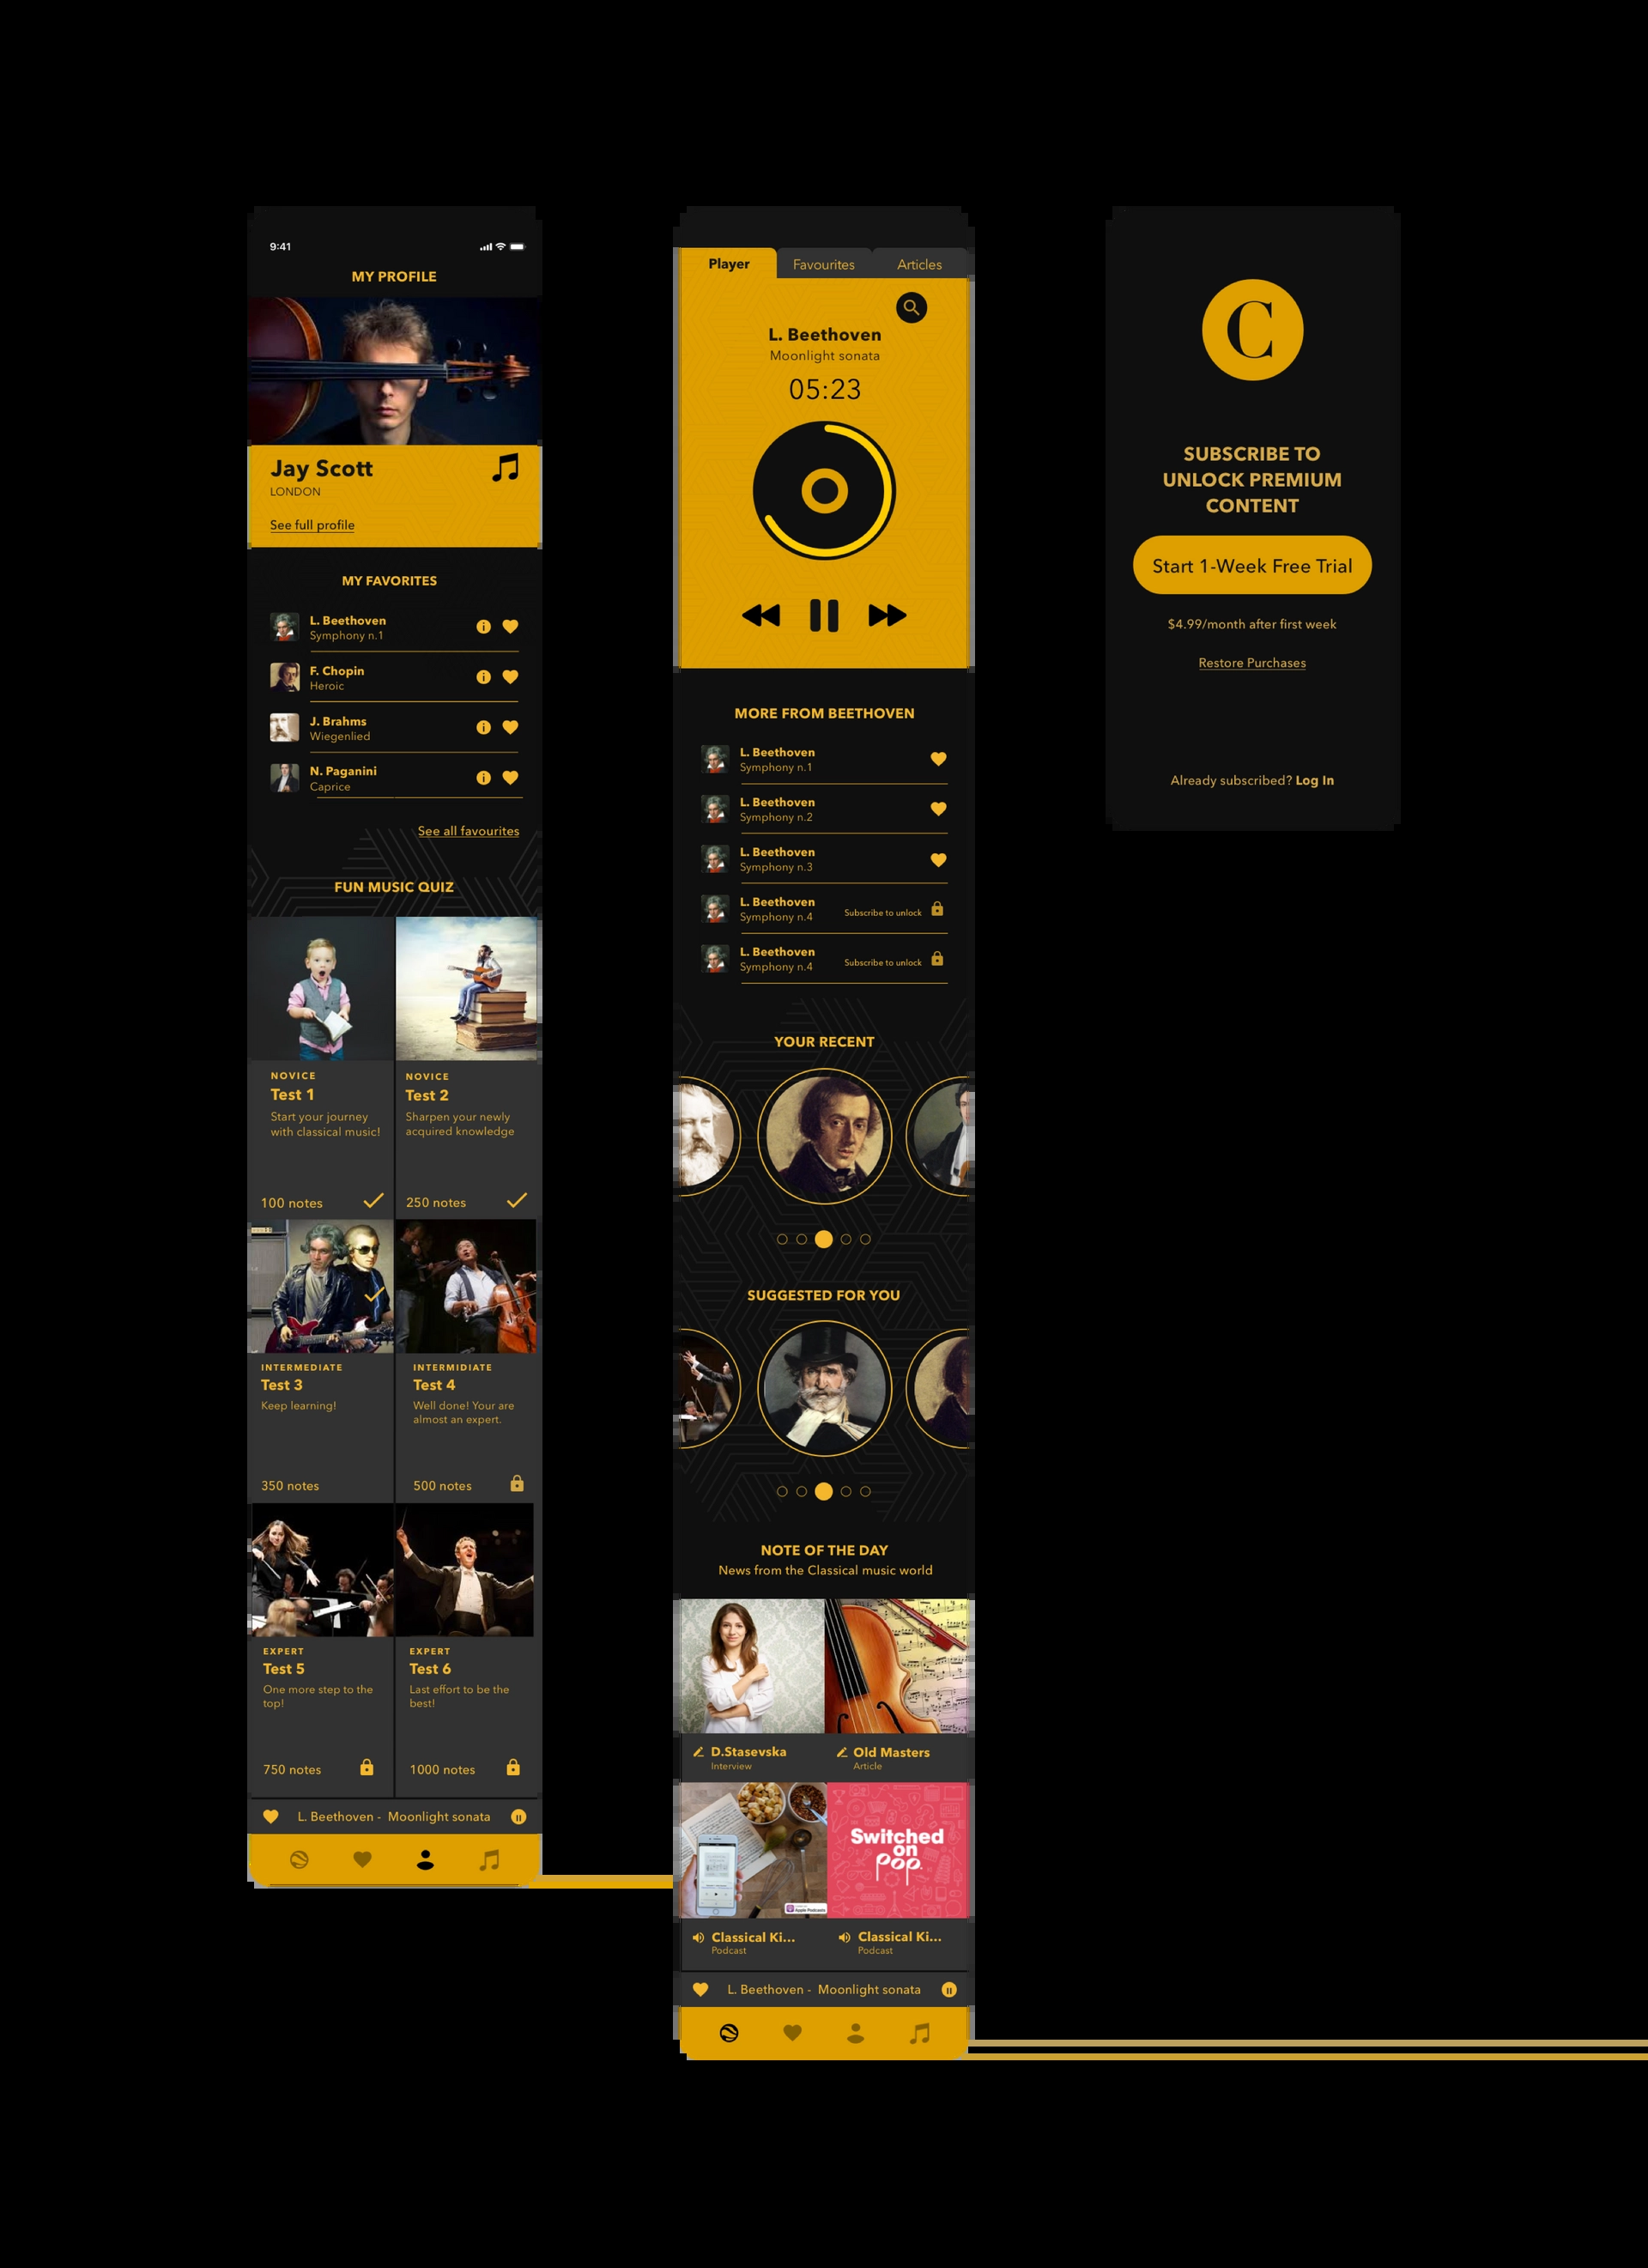 9:41
MY PROFILE
Jay Scott
LONDON
See full profile
MY FAVORITES
L. Beethoven
Symphony n.1
F. Chopin
Heroic
J. Brahms
Wiegenlied
N. Paganini
Caprice
See all favourites
FUN MUSIC QUIZ
NOVICE
Test 1
Start your journey
with classical music!
100 notes
NOVICE
Test 2
Sharpen your newly
acquired knowledge
250 notes
INTERMEDIATE
Test 3
Keep learning!
350 notes
INTERMIDIATE
Test 4
Well done! Your are
almost an expert.
500 notes
EXPERT
Test 5
One more step to the
top!
750 notes
EXPERT
Test 6
Last effort to be the
best!
1000 notes
L. Beethoven - Moonlight sonata
Player
Favourites
Articles
L. Beethoven
Moonlight sonata
05:23
MORE FROM BEETHOVEN
L. Beethoven
Symphony n.1
L. Beethoven
Symphony n.2
L. Beethoven
Symphony n.3
L. Beethoven
Symphony n.4
Subscribe to unlock
L. Beethoven
Symphony n.4
Subscribe to unlock
YOUR RECENT
SUGGESTED FOR YOU
NOTE OF THE DAY
News from the Classical music world
D.Stasevska
Interview
Old Masters
Article
Apple Podcasts
Switched
on
pop.
Classical Ki...
Podcast
Classical Ki...
Podcast
L. Beethoven - Moonlight sonata
C
SUBSCRIBE TO
UNLOCK PREMIUM
CONTENT
Start 1-Week Free Trial
$4.99/month after first week
Restore Purchases
Already subscribed? Log In